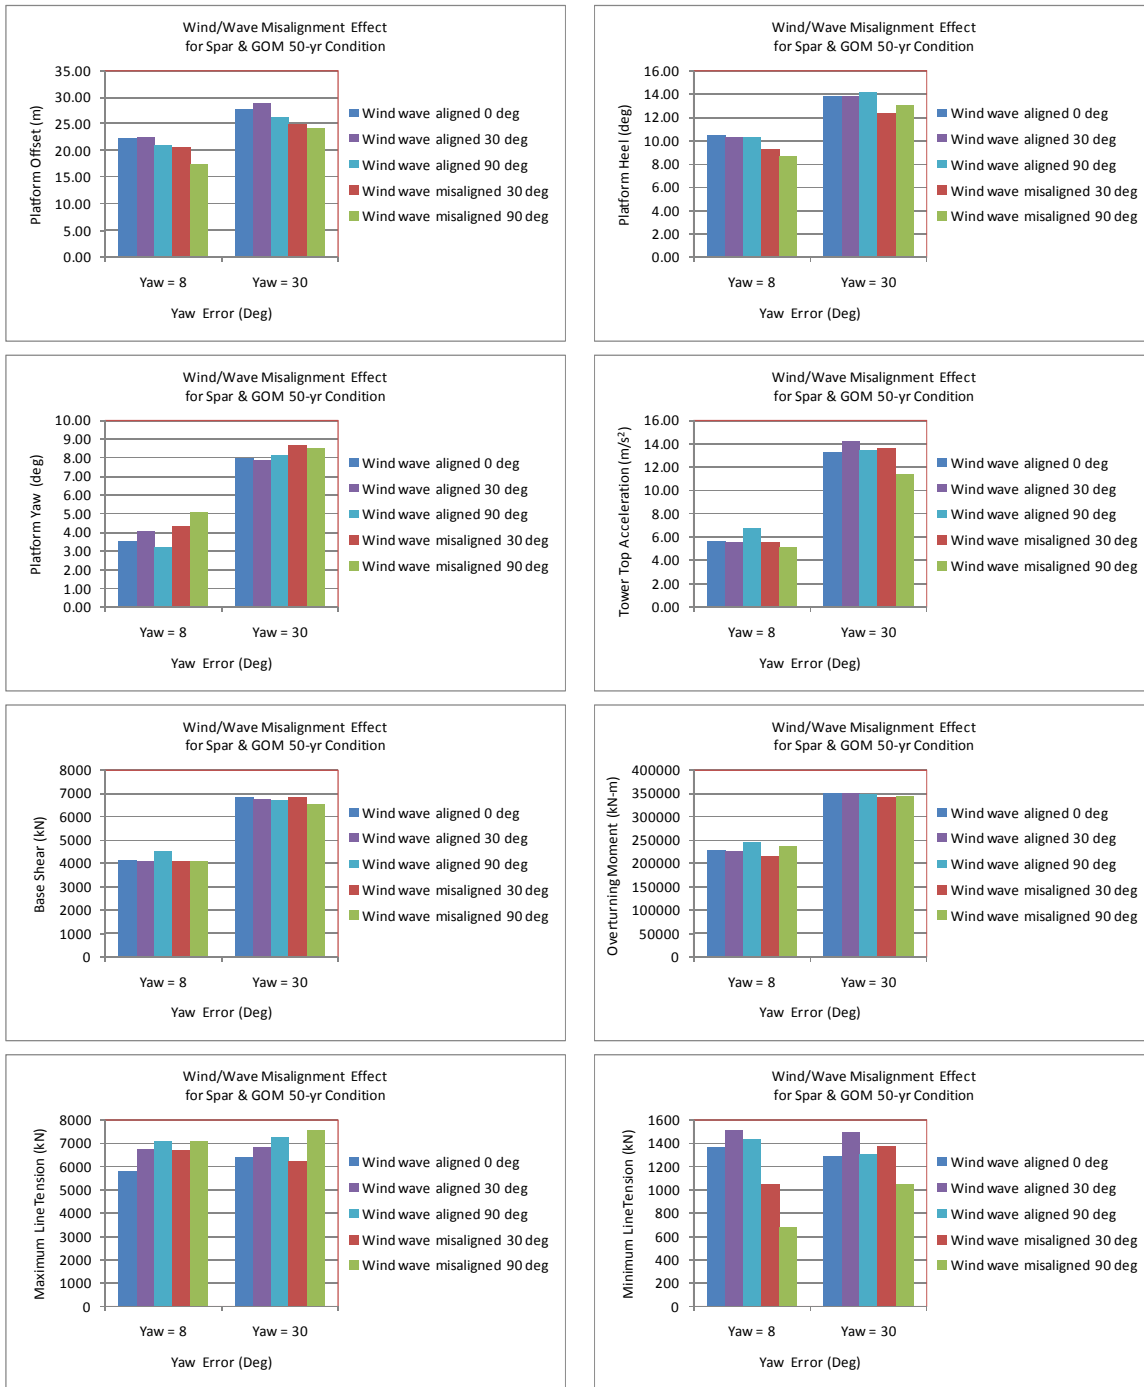 Wind/Wave Misalignment Effect
for Spar & GOM 50-yr Condition
Platform Offset (m)
35.00
30.00
25.00
20.00
15.00
10.00
5.00
0.00
Yaw = 8
Yaw = 30
Yaw Error (Deg)
Wind wave aligned 0 deg
Wind wave aligned 30 deg
Wind wave aligned 90 deg
Wind wave misaligned 30 deg
Wind wave misaligned 90 deg
Wind/Wave Misalignment Effect
for Spar & GOM 50-yr Condition
Platform Heel (deg)
16.00
14.00
12.00
10.00
8.00
6.00
4.00
2.00
0.00
Yaw = 8
Yaw = 30
Yaw Error (Deg)
Wind wave aligned 0 deg
Wind wave aligned 30 deg
Wind wave aligned 90 deg
Wind wave misaligned 30 deg
Wind wave misaligned 90 deg
Wind/Wave Misalignment Effect
for Spar & GOM 50-yr Condition
Platform Yaw (deg)
10.00
9.00
8.00
7.00
6.00
5.00
4.00
3.00
2.00
1.00
0.00
Yaw = 8
Yaw = 30
Yaw Error (Deg)
Wind wave aligned 0 deg
Wind wave aligned 30 deg
Wind wave aligned 90 deg
Wind wave misaligned 30 deg
Wind wave misaligned 90 deg
Wind/Wave Misalignment Effect
for Spar & GOM 50-yr Condition
Tower Top Acceleration (m/s²)
16.00
14.00
12.00
10.00
8.00
6.00
4.00
2.00
0.00
Yaw = 8
Yaw = 30
Yaw Error (Deg)
Wind wave aligned 0 deg
Wind wave aligned 30 deg
Wind wave aligned 90 deg
Wind wave misaligned 30 deg
Wind wave misaligned 90 deg
Wind/Wave Misalignment Effect
for Spar & GOM 50-yr Condition
Base Shear (kN)
8000
7000
6000
5000
4000
3000
2000
1000
0
Yaw = 8
Yaw = 30
Yaw Error (Deg)
Wind wave aligned 0 deg
Wind wave aligned 30 deg
Wind wave aligned 90 deg
Wind wave misaligned 30 deg
Wind wave misaligned 90 deg
Wind/Wave Misalignment Effect
for Spar & GOM 50-yr Condition
Overturning Moment (kN-m)
400000
350000
300000
250000
200000
150000
100000
50000
0
Yaw = 8
Yaw = 30
Yaw Error (Deg)
Wind wave aligned 0 deg
Wind wave aligned 30 deg
Wind wave aligned 90 deg
Wind wave misaligned 30 deg
Wind wave misaligned 90 deg
Wind/Wave Misalignment Effect
for Spar & GOM 50-yr Condition
Maximum Line Tension (kN)
8000
7000
6000
5000
4000
3000
2000
1000
0
Yaw = 8
Yaw = 30
Yaw Error (Deg)
Wind wave aligned 0 deg
Wind wave aligned 30 deg
Wind wave aligned 90 deg
Wind wave misaligned 30 deg
Wind wave misaligned 90 deg
Wind/Wave Misalignment Effect
for Spar & GOM 50-yr Condition
Minimum Line Tension (kN)
1600
1400
1200
1000
800
600
400
200
0
Yaw = 8
Yaw = 30
Yaw Error (Deg)
Wind wave aligned 0 deg
Wind wave aligned 30 deg
Wind wave aligned 90 deg
Wind wave misaligned 30 deg
Wind wave misaligned 90 deg